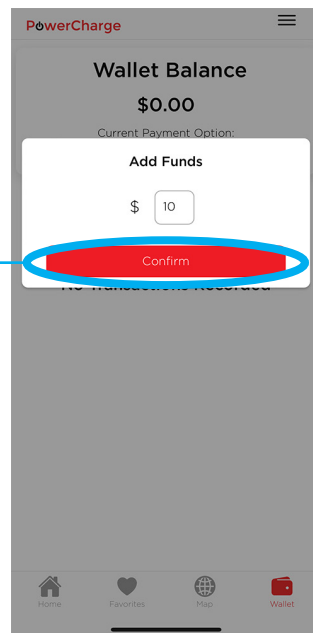 PowerCharge
Wallet Balance
$0.00
Current Payment Option:
Add Funds
$ 10
Confirm
No Transactions Recorded
Home Favorites Map Wallet